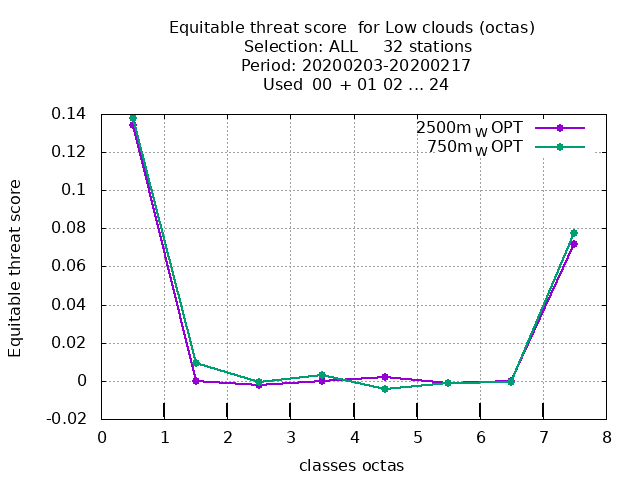 Equitable threat score  for Low clouds (octas)
Selection: ALL     32 stations
Period: 20200203-20200217
Used  00  + 01 02 ... 24
2500m W OPT
750m W OPT
0.14
0.12
0.1
0.08
0.06
0.04
0.02
0
-0.02
Equitable threat score
0 1 2 3 4 5 6 7 8
classes octas